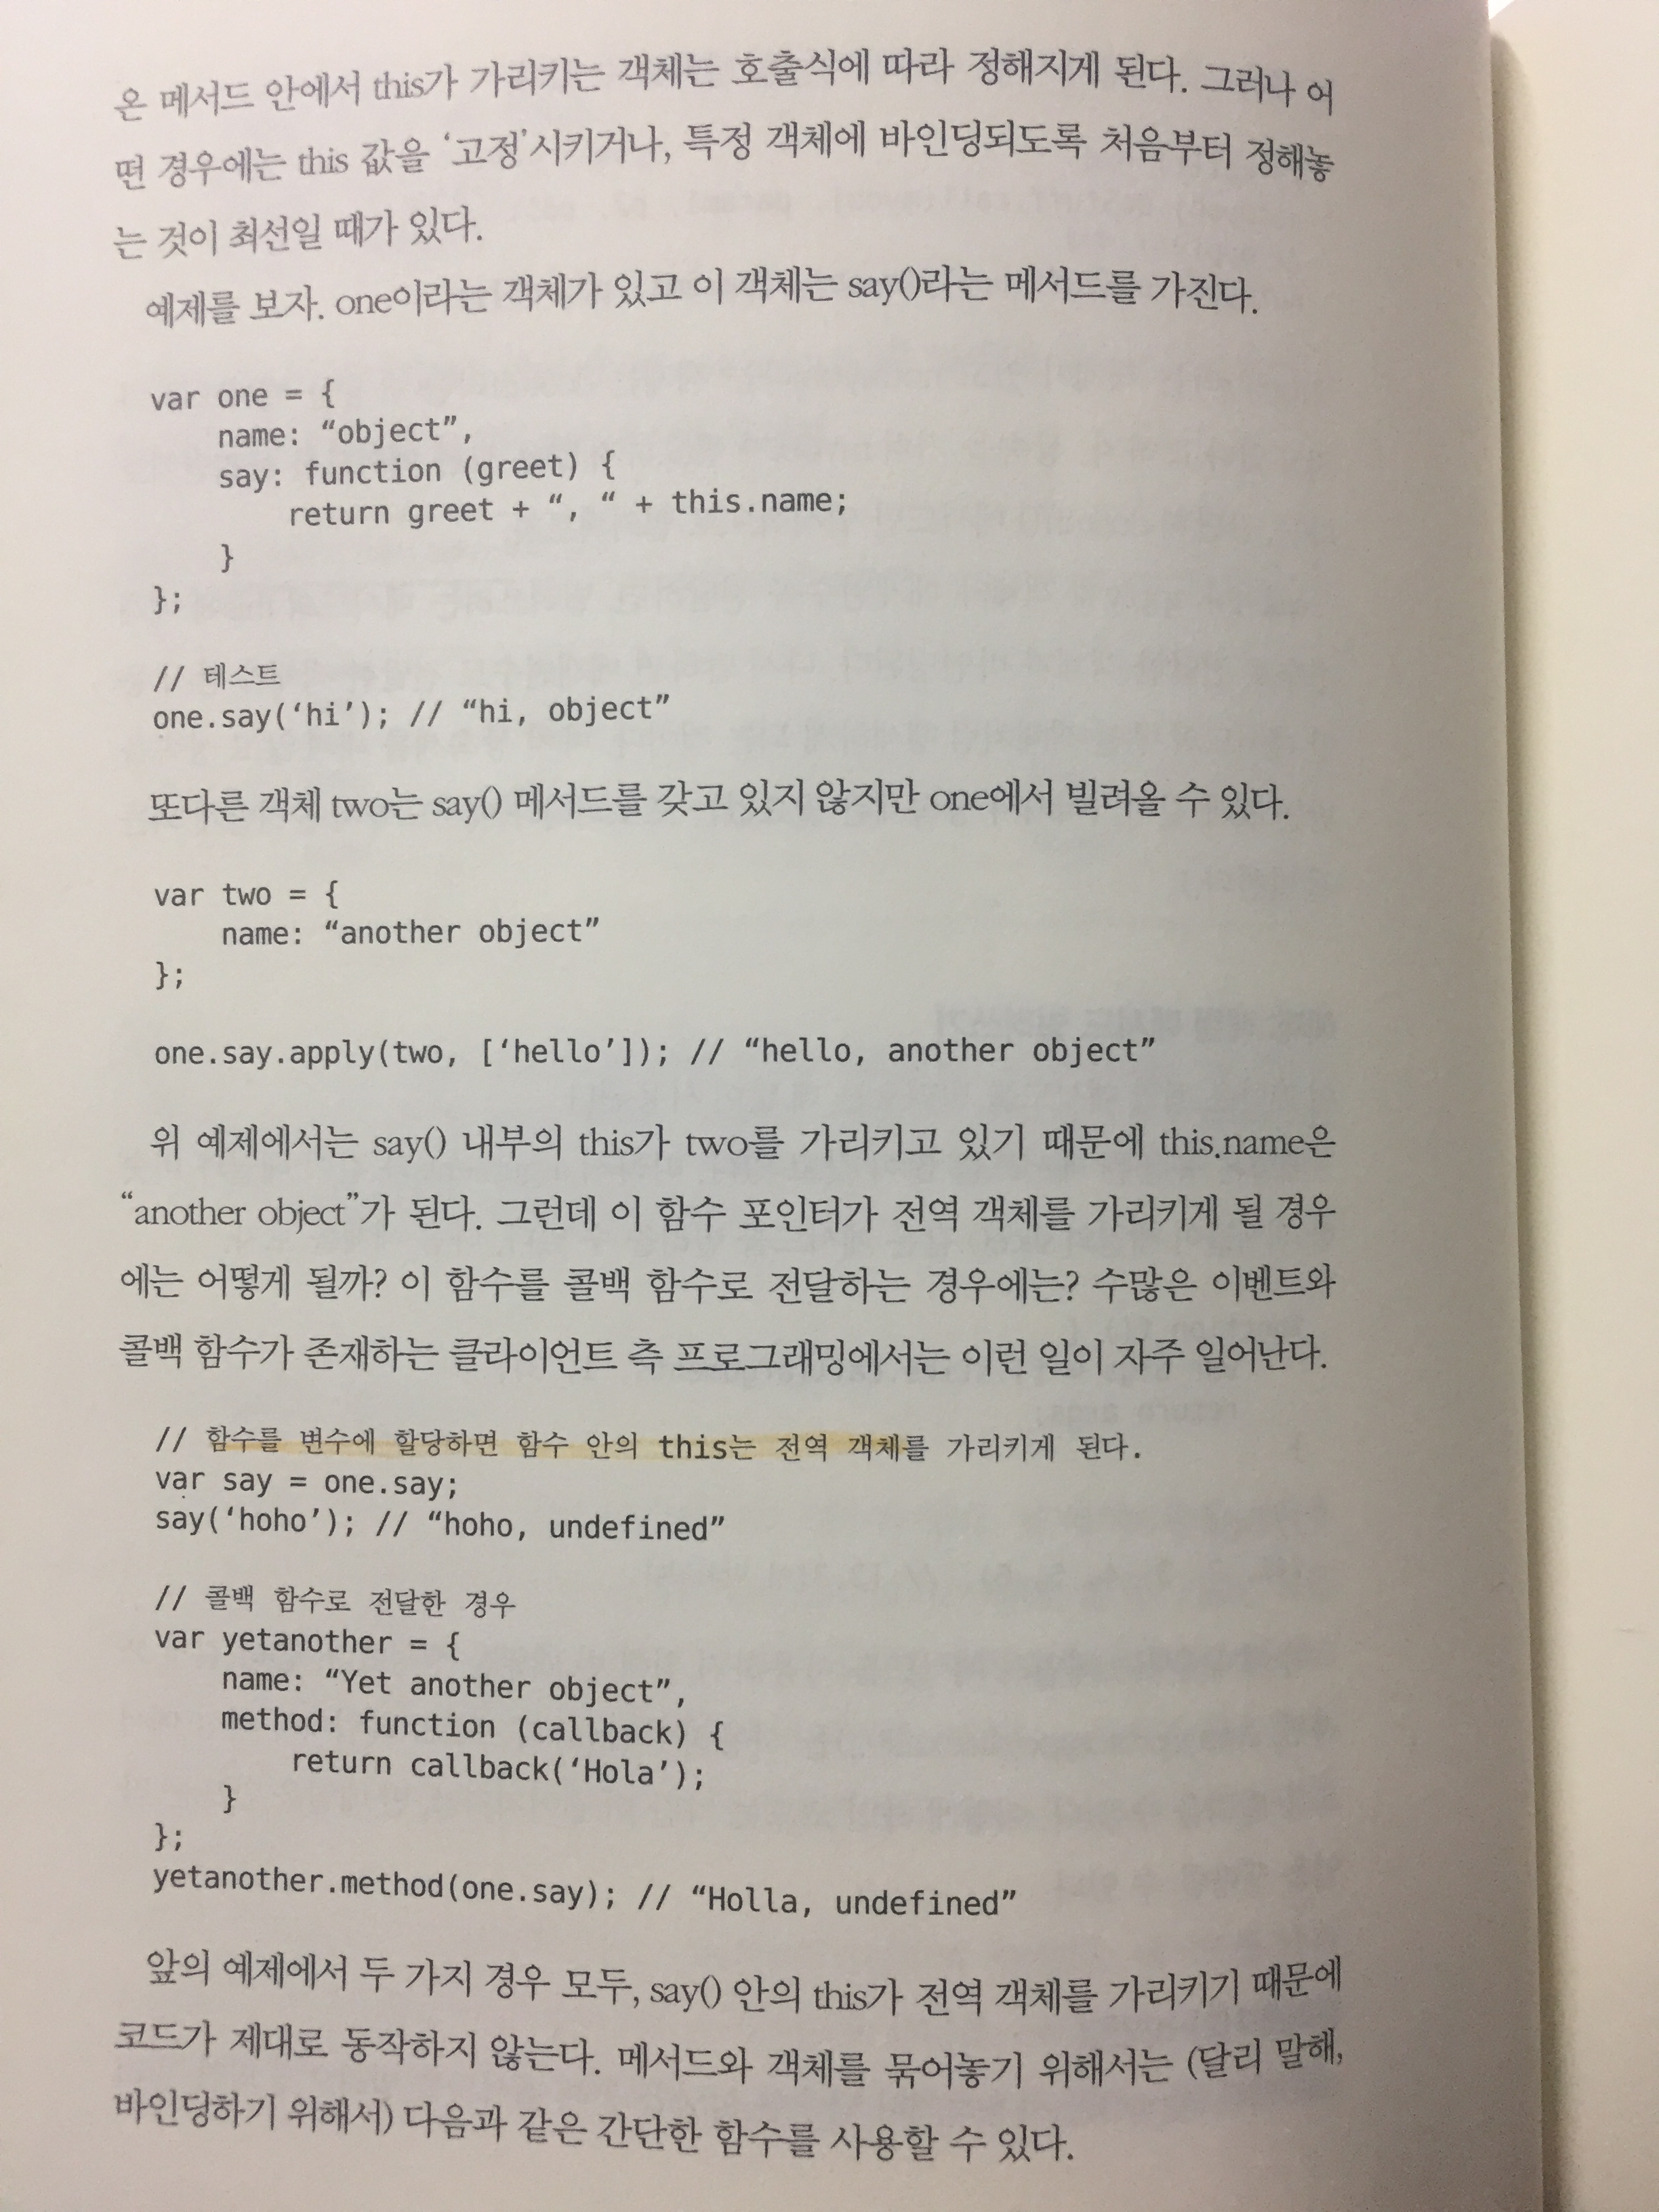 온 메서드 안에서 this가 가리키는 객체는 호출식에 따라 정해지게 된다. 그러나 어
떤 경우에는 this 값을 ‘고정’시키거나, 특정 객체에 바인딩되도록 처음부터 정해놓
는 것이 최선일 때가 있다.
예제를 보자. one이라는 객체가 있고 이 객체는 say()라는 메서드를 가진다.
var one = {
    name: “object”,
    say: function (greet) {
        return greet + “, “ + this.name;
    }
};
// 테스트
one.say(‘hi’); // “hi, object”
또다른 객체 two는 say() 메서드를 갖고 있지 않지만 one에서 빌려올 수 있다.
var two = {
    name: “another object”
};
one.say.apply(two, [‘hello’]); // “hello, another object”
위 예제에서는 say() 내부의 this가 two를 가리키고 있기 때문에 this.name은
“another object”가 된다. 그런데 이 함수 포인터가 전역 객체를 가리키게 될 경우
에는 어떻게 될까? 이 함수를 콜백 함수로 전달하는 경우에는? 수많은 이벤트와
콜백 함수가 존재하는 클라이언트 측 프로그래밍에서는 이런 일이 자주 일어난다.
// 함수를 변수에 할당하면 함수 안의 this는 전역 객체를 가리키게 된다.
var say = one.say;
say(‘hoho’); // “hoho, undefined”
// 콜백 함수로 전달한 경우
var yetanother = {
    name: “Yet another object”,
    method: function (callback) {
        return callback(‘Hola’);
    }
};
yetanother.method(one.say); // “Holla, undefined”
앞의 예제에서 두 가지 경우 모두, say() 안의 this가 전역 객체를 가리키기 때문에
코드가 제대로 동작하지 않는다. 메서드와 객체를 묶어놓기 위해서는 (달리 말해,
바인딩하기 위해서) 다음과 같은 간단한 함수를 사용할 수 있다.